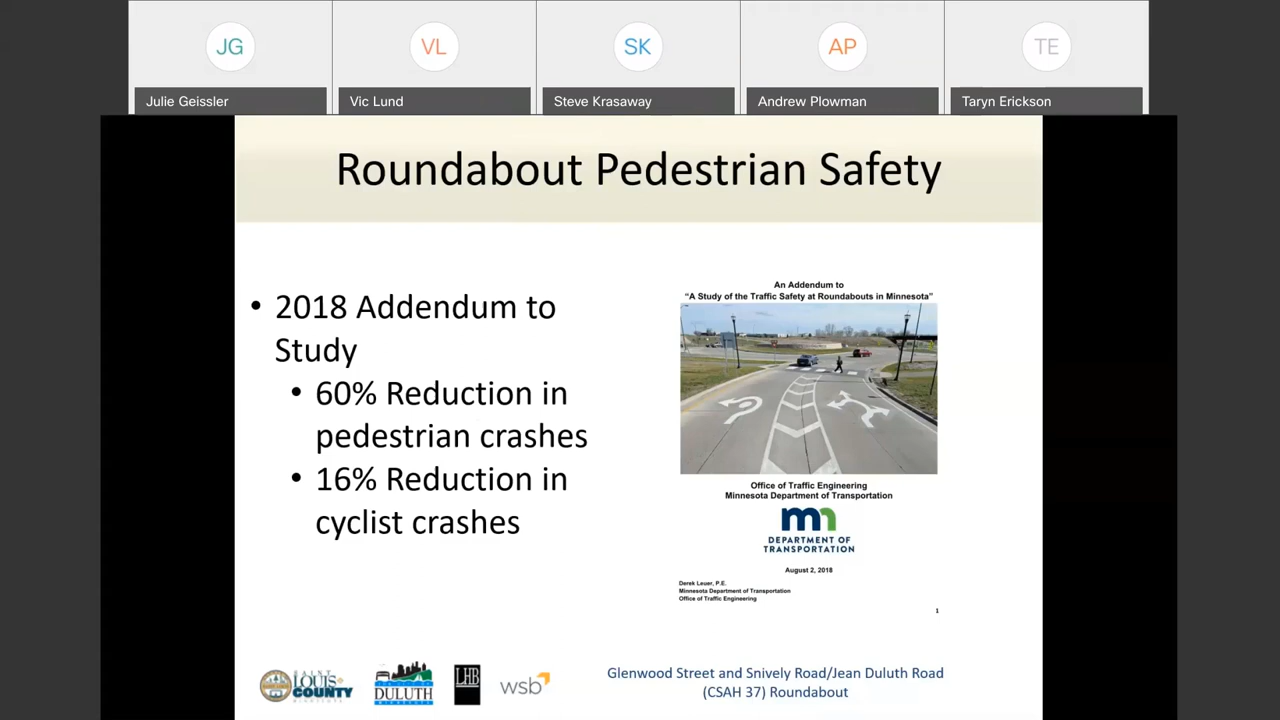 JG
VL
SK
AP
TE
Julie Geissler
Vic Lund
Steve Krasaway
Andrew Plowman
Taryn Erickson
Roundabout Pedestrian Safety
• 2018 Addendum to
Study
• 60% Reduction in
pedestrian crashes
• 16% Reduction in
cyclist crashes
An Addendum to
"A Study of the Traffic Safety at Roundabouts in Minnesota"
Office of Traffic Engineering
Minnesota Department of Transportation
mn
DEPARTMENT OF
TRANSPORTATION
August 2, 2018
Derek Leuer, P.E.
Minnesota Department of Transportation
Office of Traffic Engineering
1
SAINT
LOUIS
COUNTY
DULUTH
MINNESOTA
LHB
wsb
Glenwood Street and Snively Road/Jean Duluth Road
(CSAH 37) Roundabout